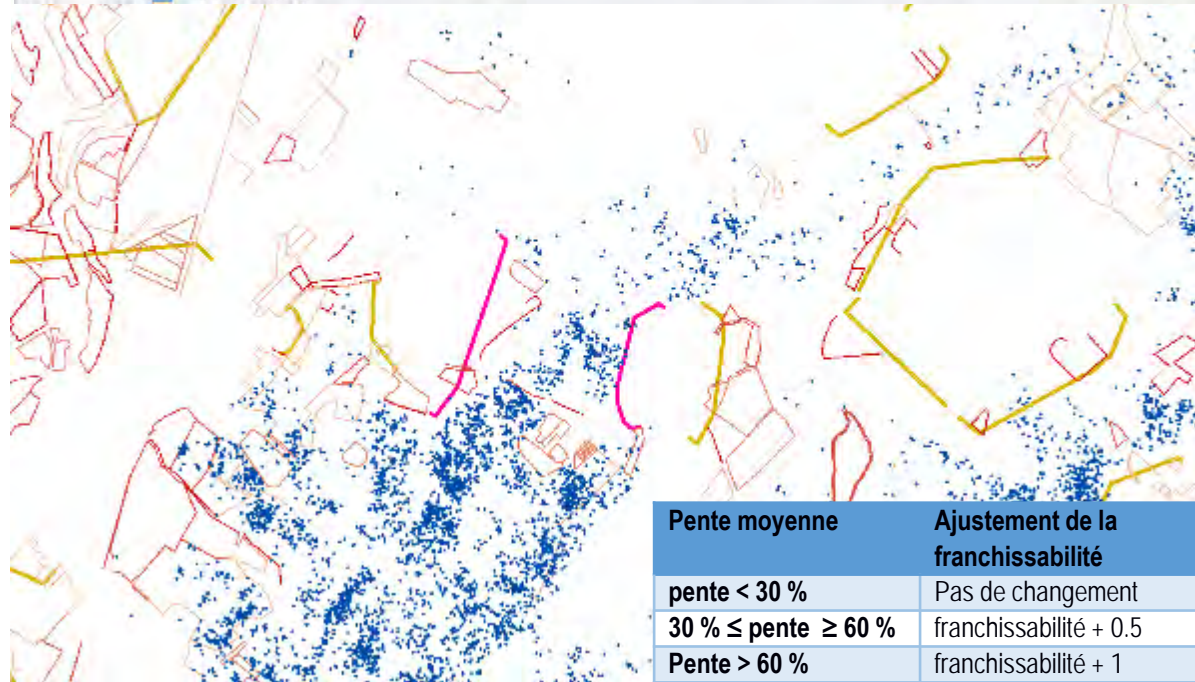 Pente moyenne Ajustement de la
franchissabilité
pente < 30 % Pas de changement
30 % ≤ pente ≥ 60 % franchissabilité + 0.5
Pente > 60 % franchissabilité + 1